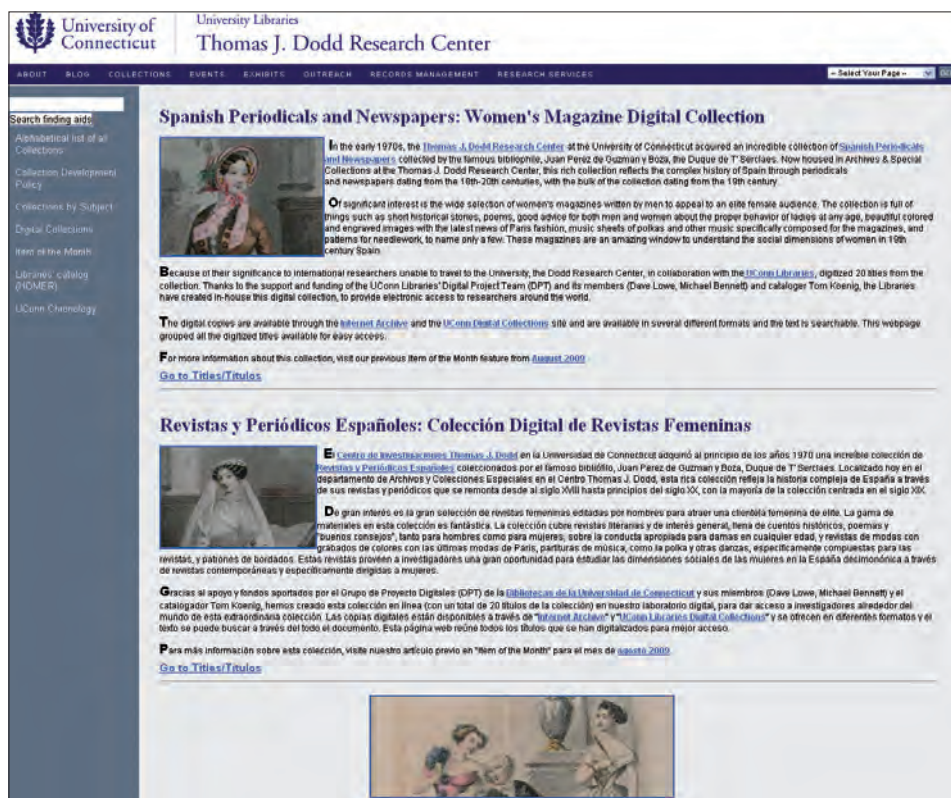 University of
Connecticut
University Libraries
Thomas J. Dodd Research Center
ABOUT BLOG COLLECTIONS EVENTS EXHIBITS OUTREACH RECORDS MANAGEMENT RESEARCH SERVICES
-- Select Your Page -- GO
Search finding aids
Alphabetical list of all
Collections
Collection Development
Policy
Collections by Subject
Digital Collections
Item of the Month
Libraries' catalog
(HOMER)
UConn Chronology
Spanish Periodicals and Newspapers: Women's Magazine Digital Collection
In the early 1970s, the Thomas J. Dodd Research Center at the University of Connecticut acquired an incredible collection of Spanish Periodicals
and Newspapers collected by the famous bibliophile, Juan Perez de Guzman y Boza, the Duque de T'Serclaes. Now housed in Archives & Special
Collections at the Thomas J. Dodd Research Center, this rich collection reflects the complex history of Spain through periodicals
and newspapers dating from the 18th-20th centuries, with the bulk of the collection dating from the 19th century.
Of significant interest is the wide selection of women's magazines written by men to appeal to an elite female audience. The collection is full of
things such as short historical stories, poems, good advice for both men and women about the proper behavior of ladies at any age, beautiful colored
and engraved images with the latest news of Paris fashion, music sheets of polkas and other music specifically composed for the magazines, and
patterns for needlework, to name only a few. These magazines are an amazing window to understand the social dimensions of women in 19th
century Spain.
Because of their significance to international researchers unable to travel to the University, the Dodd Research Center, in collaboration with the UConn Libraries, digitized 20 titles from the
collection. Thanks to the support and funding of the UConn Libraries' Digital Project Team (DPT) and its members (Dave Lowe, Michael Bennett) and cataloger Tom Koenig, the Libraries
have created in-house this digital collection, to provide electronic access to researchers around the world.
The digital copies are available through the Internet Archive and the UConn Digital Collections site and are available in several different formats and the text is searchable. This webpage
grouped all the digitized titles available for easy access.
For more information about this collection, visit our previous Item of the Month feature from August 2009
Go to Titles/Titulos
Revistas y Periódicos Españoles: Colección Digital de Revistas Femeninas
El Centro de Investigaciones Thomas J. Dodd en la Universidad de Connecticut adquirió al principio de los años 1970 una increíble colección de
Revistas y Periódicos Españoles coleccionados por el famoso bibliófilo, Juan Perez de Guzman y Boza, Duque de T'Serclaes. Localizado hoy en el
departamento de Archivos y Colecciones Especiales en el Centro Thomas J. Dodd, esta rica colección refleja la historia compleja de España a través
de sus revistas y periódicos que se remonta desde al siglo XVIII hasta principios del siglo XX, con la mayoría de la colección centrada en el siglo XIX.
De gran interés es la gran selección de revistas femeninas editadas por hombres para atraer una clientela femenina de elite. La gama de
materiales en esta colección es fantástica. La colección cubre revistas literarias y de interés general, llena de cuentos históricos, poemas y
"buenos consejos", tanto para hombres como para mujeres, sobre la conducta apropiada para damas en cualquier edad, y revistas de modas con
grabados de colores con las últimas modas de Paris, partituras de música, como la polka y otras danzas, específicamente compuestas para las
revistas, y patrones de bordados. Estas revistas proveen a investigadores una gran oportunidad para estudiar las dimensiones sociales de las mujeres en la España decimonónica a través
de revistas contemporáneas y específicamente dirigidas a mujeres.
Gracias al apoyo y fondos aportados por el Grupo de Proyecto Digitales (DPT) de la Bibliotecas de la Universidad de Connecticut y sus miembros (Dave Lowe, Michael Bennett) y el
catalogador Tom Koenig, hemos creado esta colección en línea (con un total de 20 títulos de la colección) en nuestro laboratorio digital, para dar acceso a investigadores alrededor del
mundo de esta extraordinaria colección. Las copias digitales están disponibles a través de "Internet Archive" y "UConn Libraries Digital Collections" y se ofrecen en diferentes formatos y el
texto se puede buscar a través del todo el documento. Esta página web reúne todos los títulos que se han digitalizados para mejor acceso.
Para más información sobre esta colección, visite nuestro artículo previo en "Item of the Month" para el mes de agosto 2009
Go to Titles/Titulos